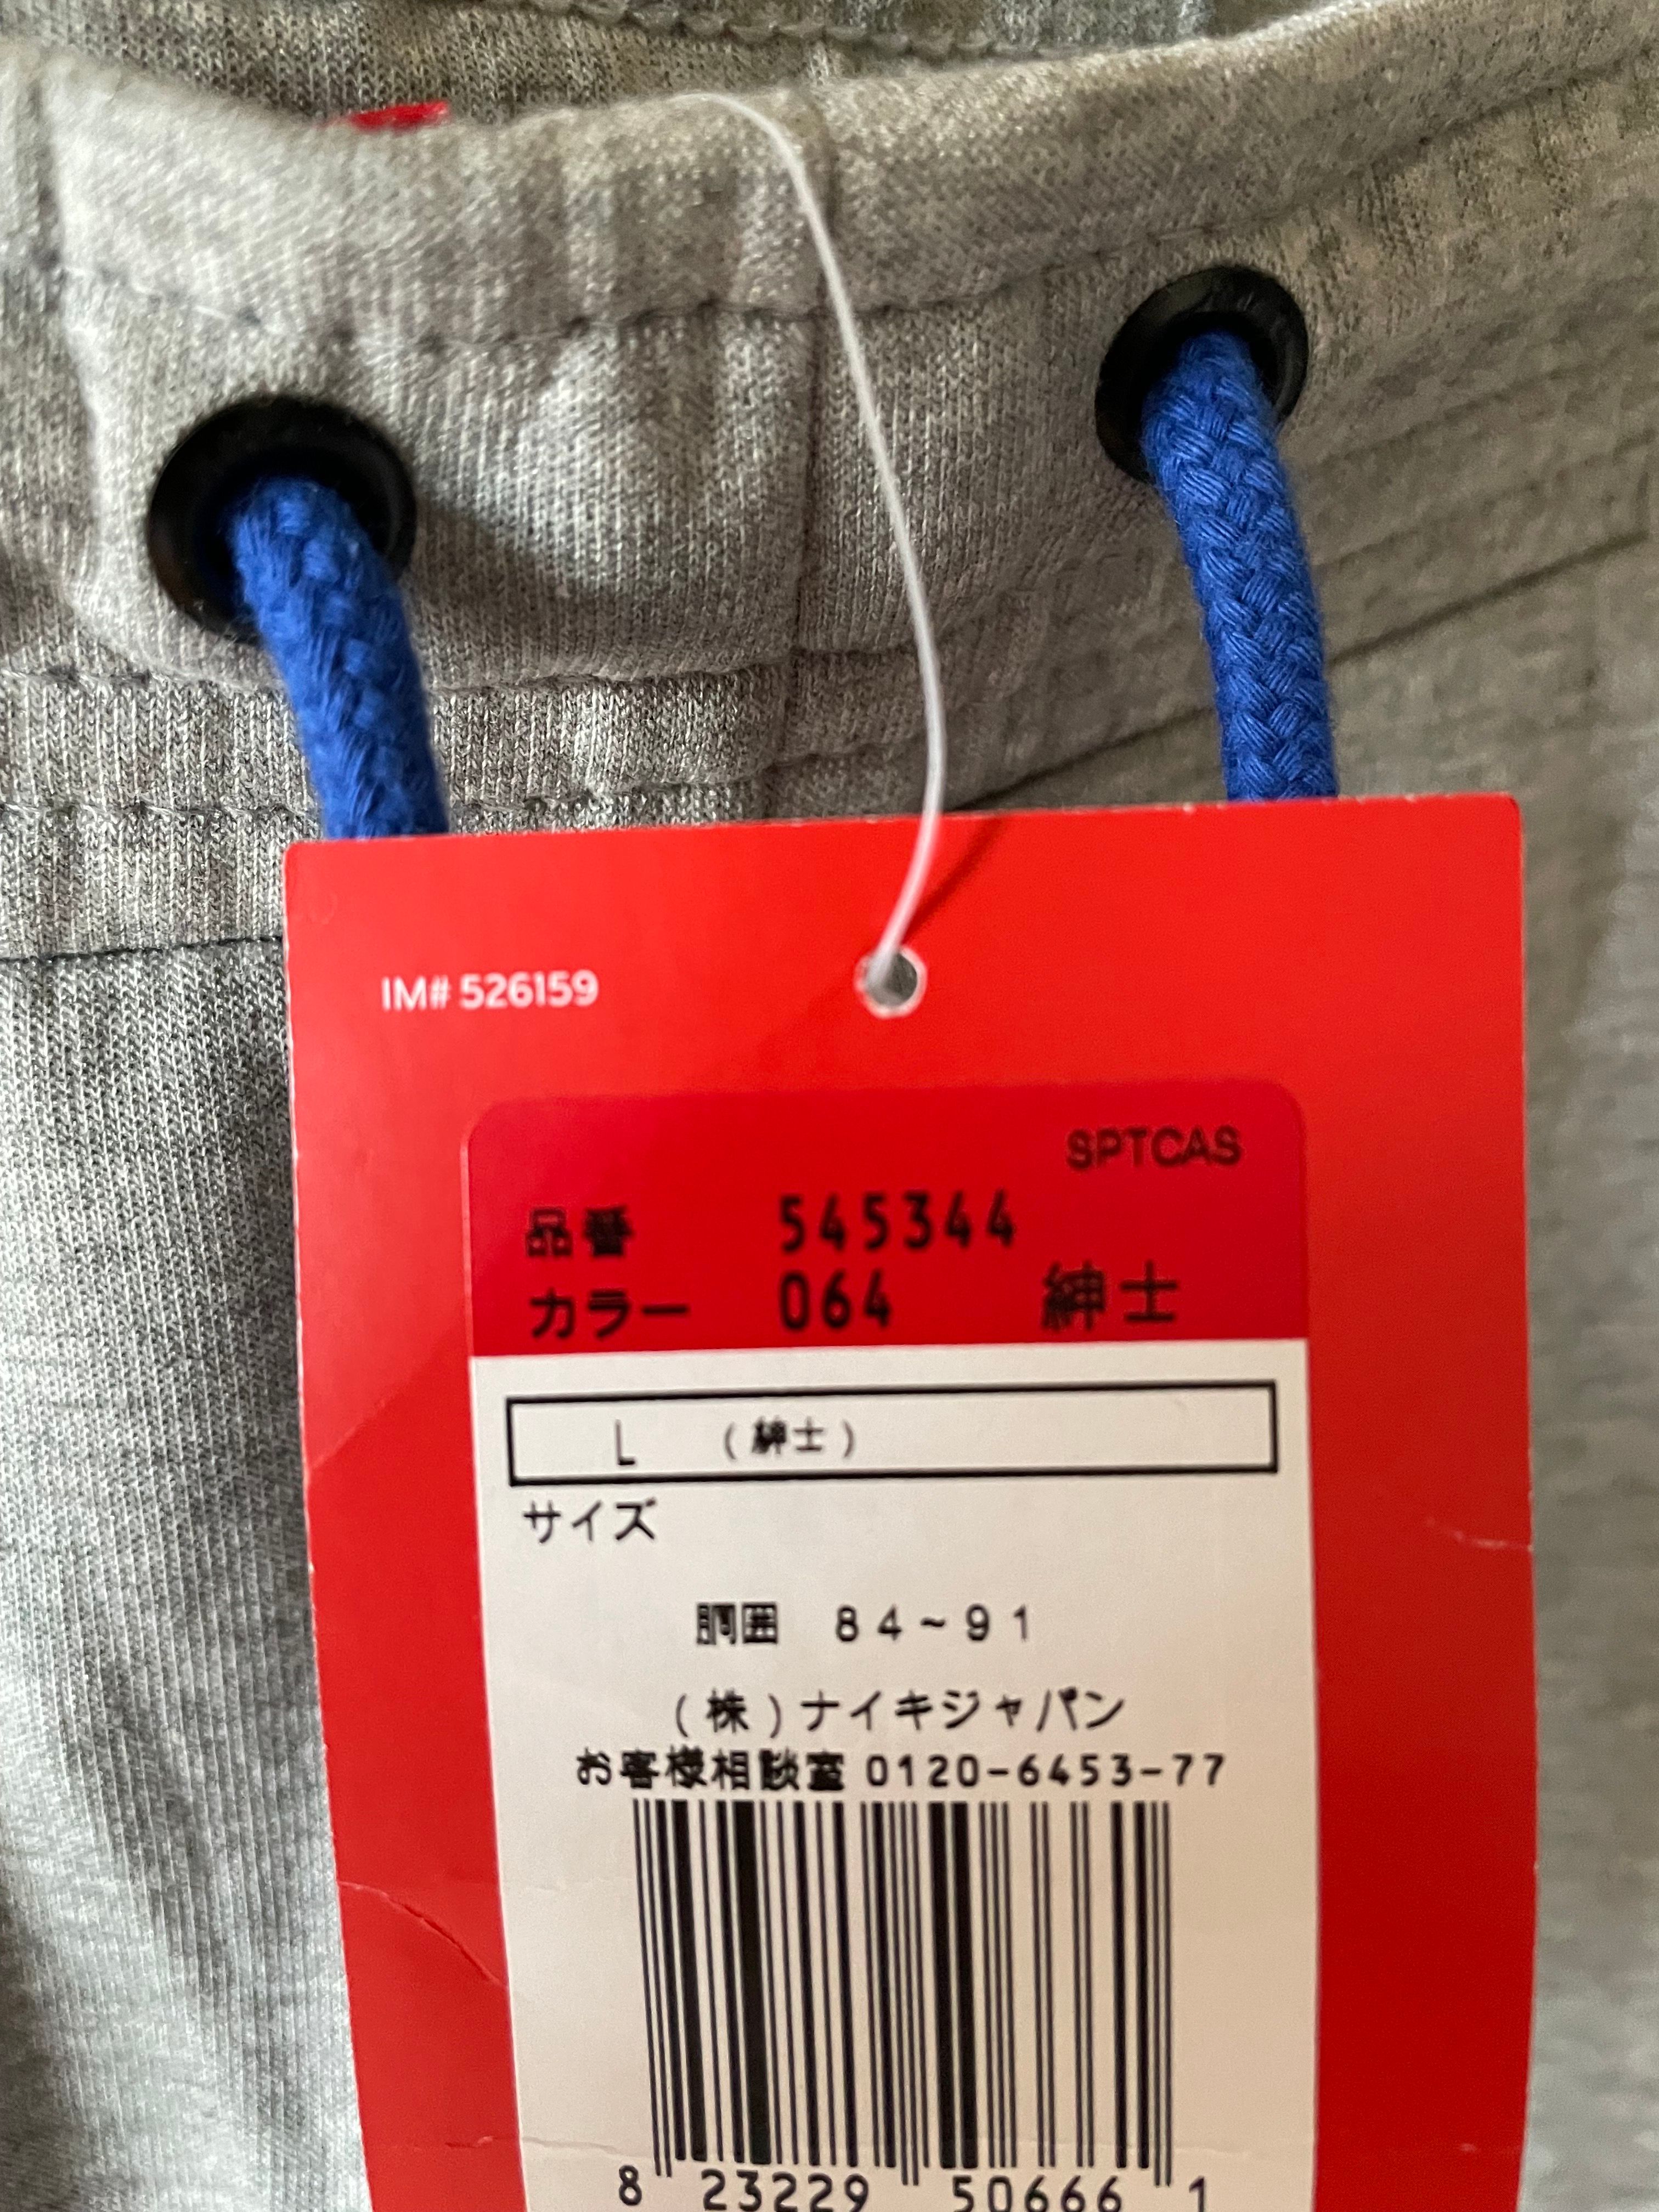 IM# 526159
SPTCAS
品番 545344
カラー 064 紳士
L (紳士)
サイズ
胴囲 84~91
(株)ナイキジャパン
お客様相談室 0120-6453-77
8 23229 50666 1